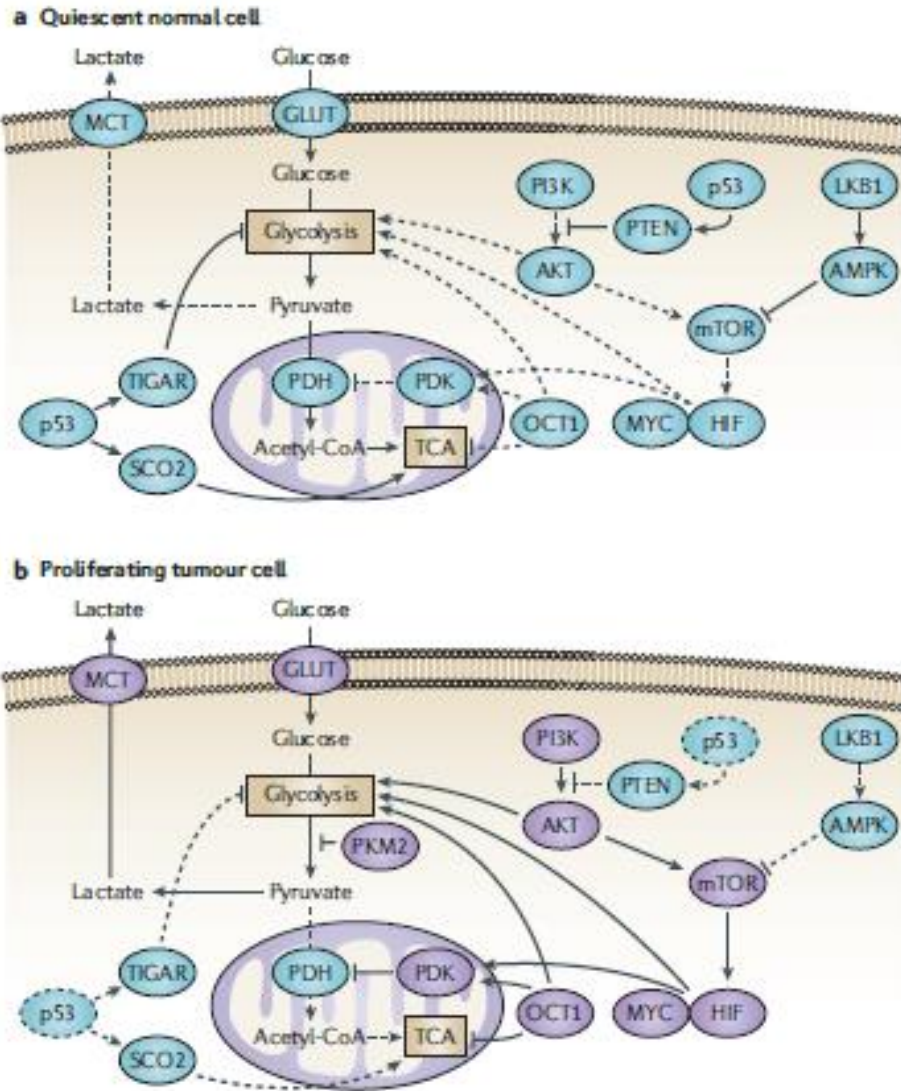 a Quiescent normal cell
Lactate Glucose
MCT GLUT
Glucose PI3K p53 LKB1
Glycolysis PTEN
AKT AMPK
Lactate Pyruvate mTOR
TIGAR PDH PDK
p53 OCT1 MYC HIF
Acetyl-CoA TCA
SCO2
b Proliferating tumour cell
Lactate Glucose
MCT GLUT
Glucose PI3K p53 LKB1
Glycolysis PTEN
AKT AMPK
PKM2
Lactate Pyruvate mTOR
TIGAR PDH PDK
p53 OCT1 MYC HIF
Acetyl-CoA TCA
SCO2